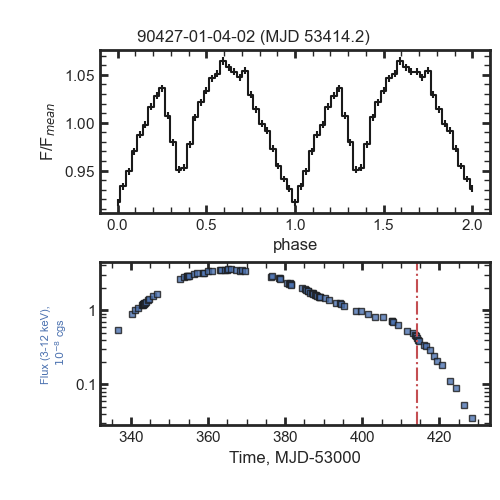 90427-01-04-02 (MJD 53414.2)
1.05
1.00
0.95
F/Fmean
0.0 0.5 1.0 1.5 2.0
phase
1
0.1
Flux (3-12 keV),
10⁻⁸ cgs
340 360 380 400 420
Time, MJD-53000